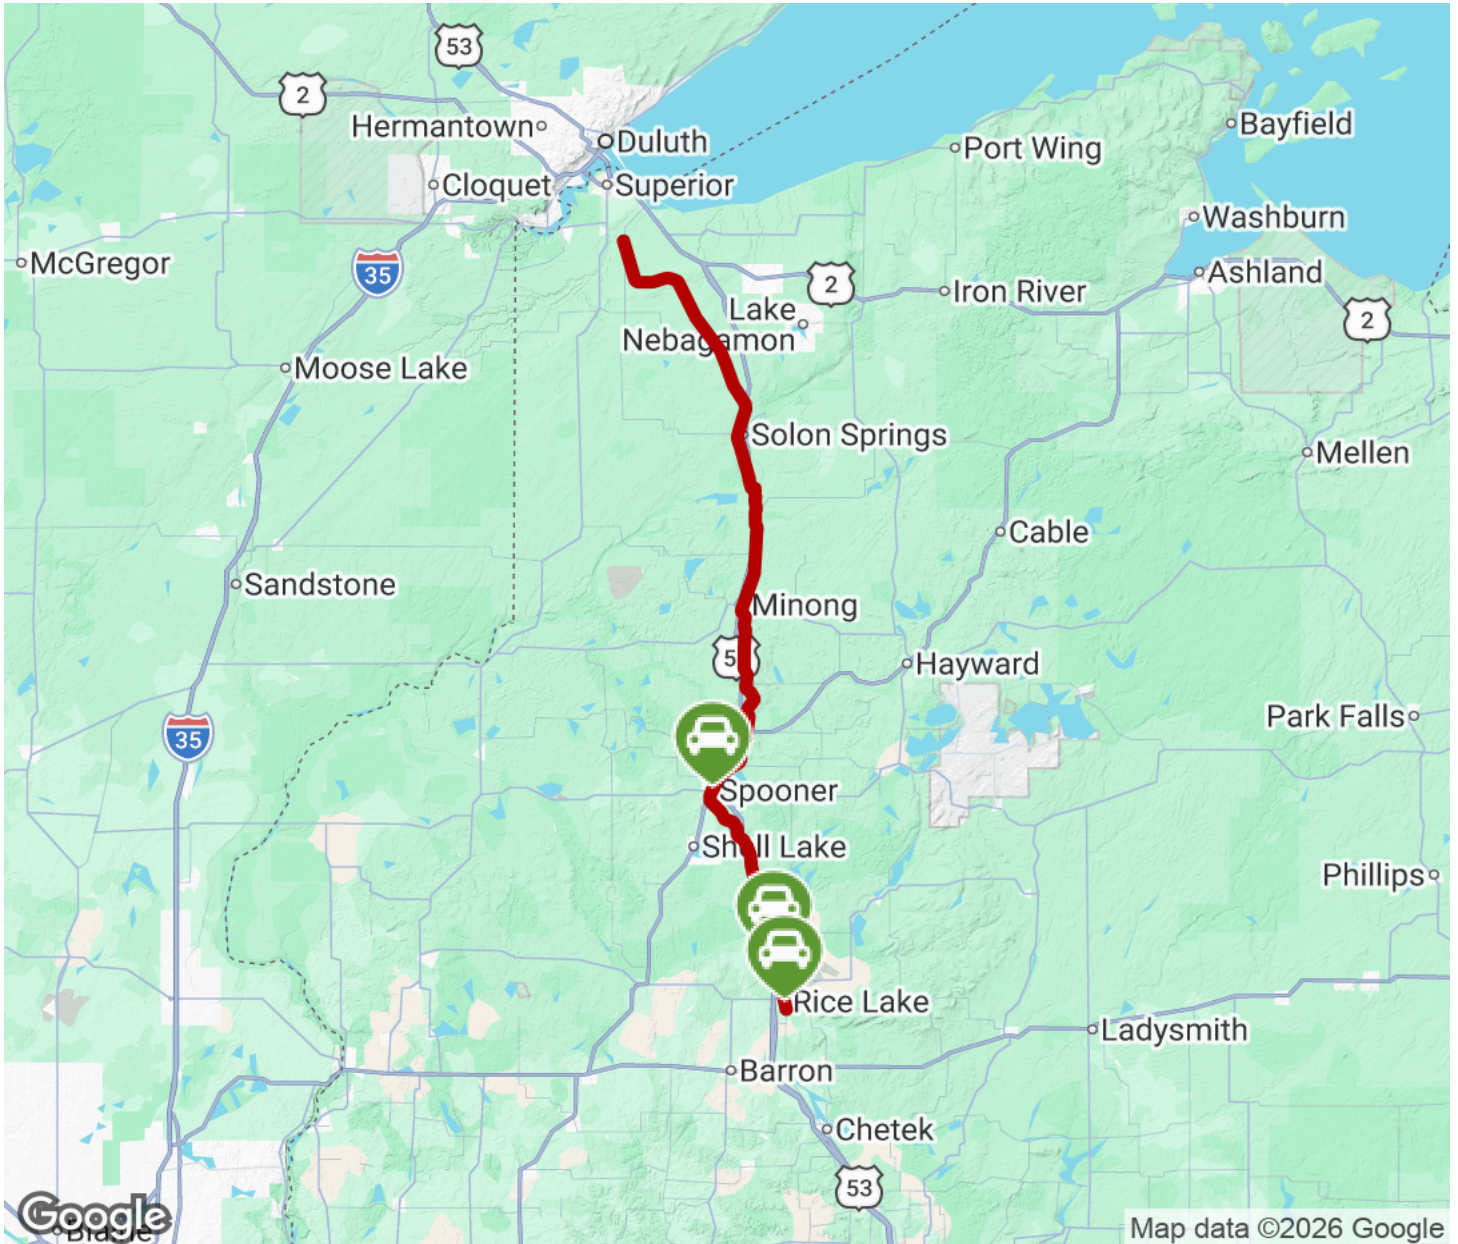 53
2
Hermantown
Duluth
Port Wing
Bayfield
Cloquet
Superior
Washburn
McGregor
35
2
Iron River
Ashland
Lake
Nebagamon
2
Moose Lake
Solon Springs
Mellen
Cable
Sandstone
Minong
5
Hayward
35
Park Falls
Spooner
Shell Lake
Phillips
Rice Lake
Ladysmith
Barron
Chetek
53
Google
Map data ©2026 Google